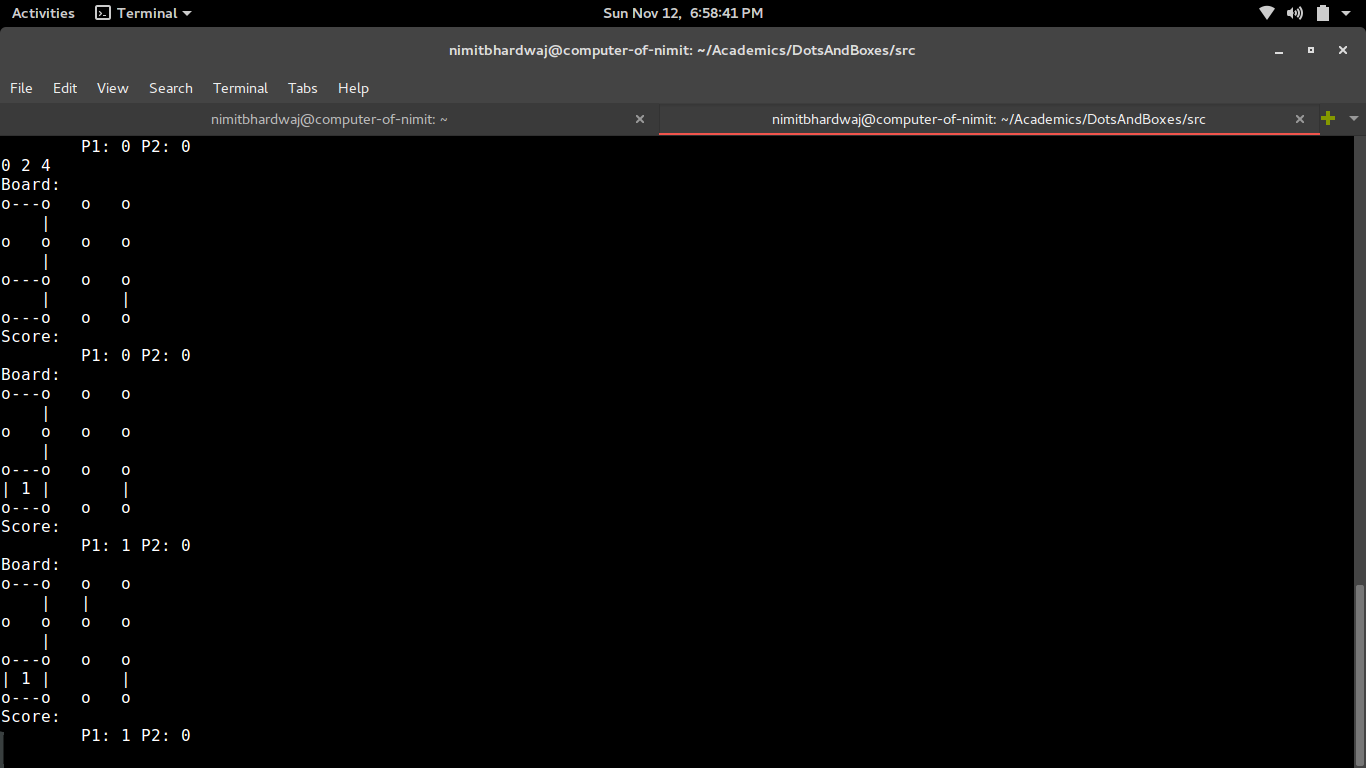 Activities Terminal Sun Nov 12, 6:58:41 PM
nimitbhardwaj@computer-of-nimit: ~/Academics/DotsAndBoxes/src
File Edit View Search Terminal Tabs Help
nimitbhardwaj@computer-of-nimit: ~ nimitbhardwaj@computer-of-nimit: ~/Academics/DotsAndBoxes/src
        P1: 0 P2: 0
0 2 4
Board:
o---o   o   o
    |
o   o   o   o
    |
o---o   o   o
    |       |
o---o   o   o
Score:
        P1: 0 P2: 0
Board:
o---o   o   o
    |
o   o   o   o
    |
o---o   o   o
| 1 |       |
o---o   o   o
Score:
        P1: 1 P2: 0
Board:
o---o   o   o
    |   |
o   o   o   o
    |
o---o   o   o
| 1 |       |
o---o   o   o
Score:
        P1: 1 P2: 0